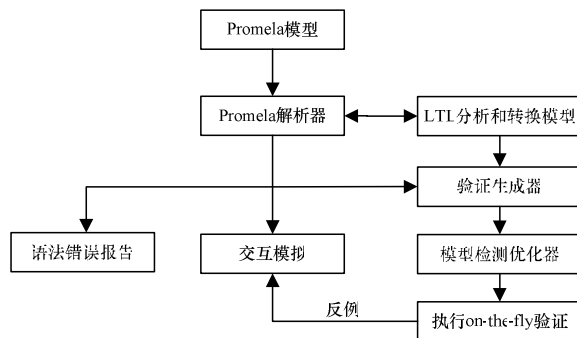 Promela模型
Promela解析器
LTL分析和转换模型
验证生成器
语法错误报告
交互模拟
模型检测优化器
反例
执行on-the-fly验证